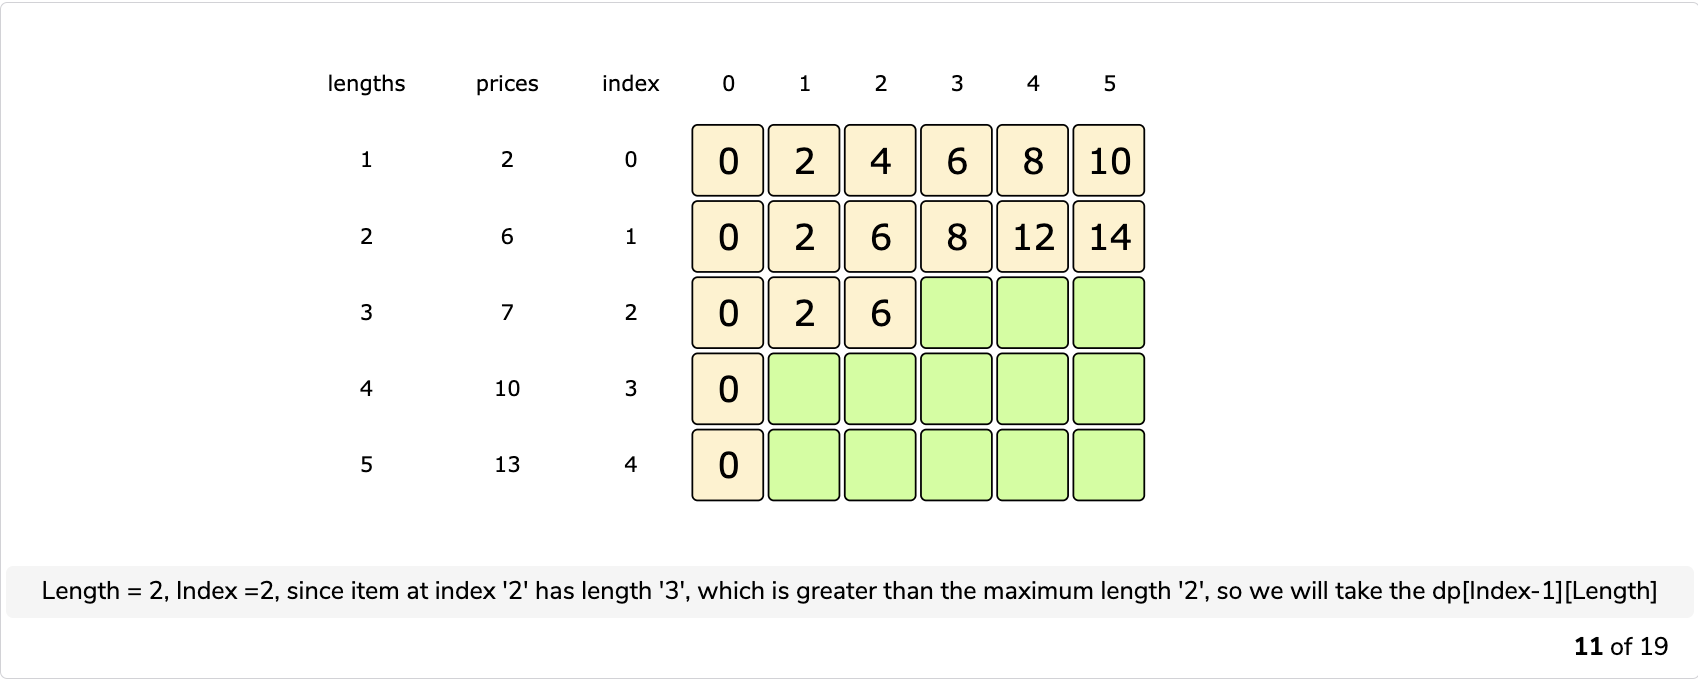 lengths prices index 0 1 2 3 4 5
1 2 0 0 2 4 6 8 10
2 6 1 0 2 6 8 12 14
3 7 2 0 2 6
4 10 3 0
5 13 4 0
Length = 2, Index =2, since item at index '2' has length '3', which is greater than the maximum length '2', so we will take the dp[Index-1][Length]
11 of 19